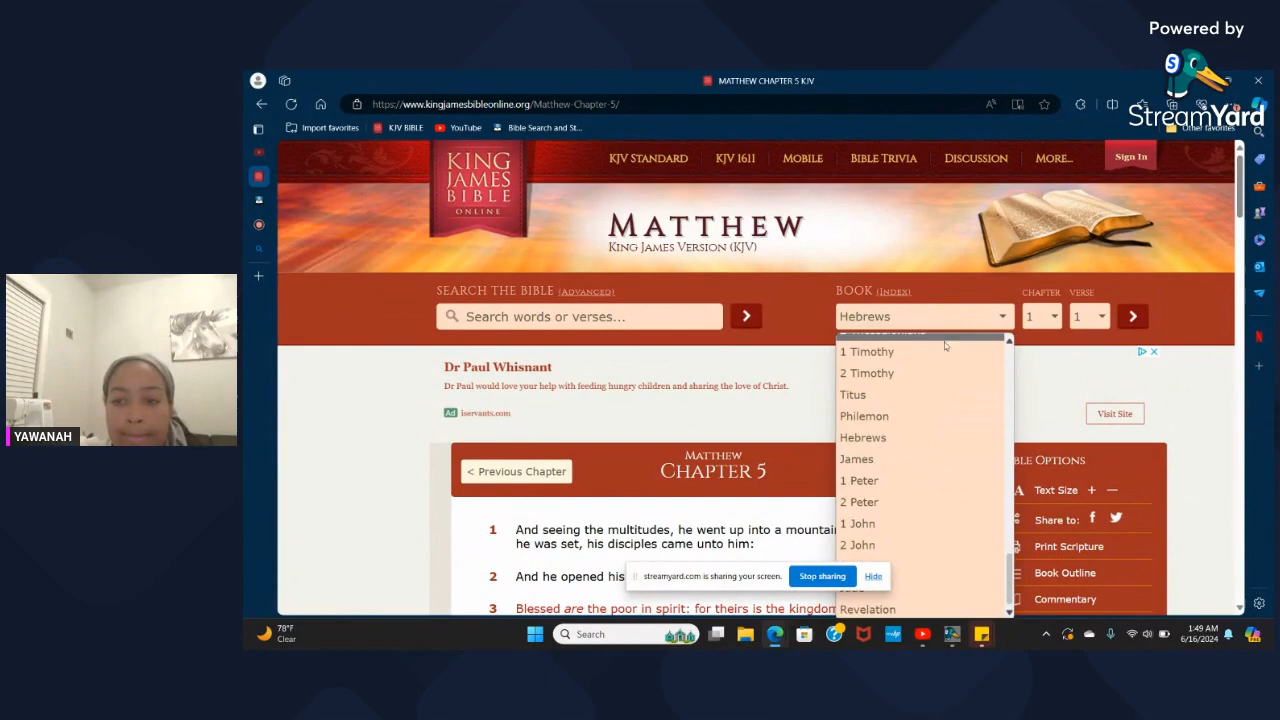 Powered by
StreamYard
MATTHEW CHAPTER 5 KJV
https://www.kingjamesbibleonline.org/Matthew-Chapter-5/
Import favorites
KJV BIBLE
YouTube
Bible Search and St...
Other favorites
KING
JAMES
BIBLE
ONLINE
KJV STANDARD
KJV 1611
MOBILE
BIBLE TRIVIA
DISCUSSION
MORE...
Sign In
MATTHEW
KING JAMES VERSION (KJV)
SEARCH THE BIBLE (ADVANCED)
BOOK (INDEX)
CHAPTER
VERSE
Search words or verses...
Hebrews
1
1
1 Timothy
2 Timothy
Titus
Philemon
Hebrews
James
1 Peter
2 Peter
1 John
2 John
Revelation
Dr Paul Whisnant
Dr Paul would love your help with feeding hungry children and sharing the love of Christ.
Ad iservants.com
Visit Site
< Previous Chapter
MATTHEW
CHAPTER 5
BLE OPTIONS
Text Size + −
Share to:
Print Scripture
Book Outline
Commentary
1 And seeing the multitudes, he went up into a mountai
he was set, his disciples came unto him:
2 And he opened his
3 Blessed are the poor in spirit: for theirs is the kingdom
streamyard.com is sharing your screen.
Stop sharing
Hide
YAWANAH
78°F
Clear
Search
1:49 AM
6/16/2024